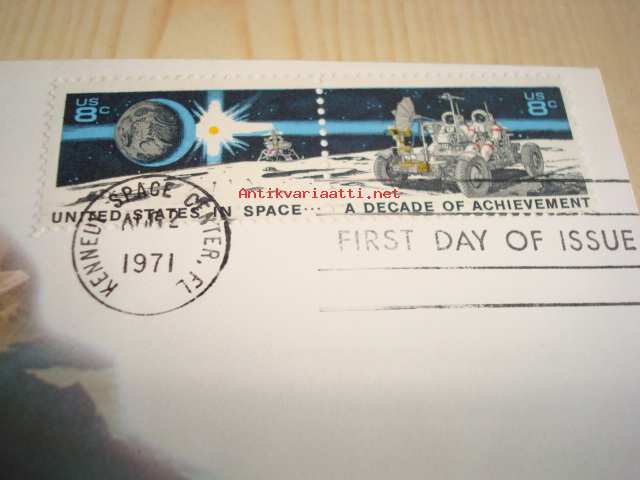 US
8c
US
8c
Antikvariaatti.net
UNITED STATES IN SPACE... A DECADE OF ACHIEVEMENT
KENNEDY SPACE CENTER, FL
2
1971
FIRST DAY OF ISSUE